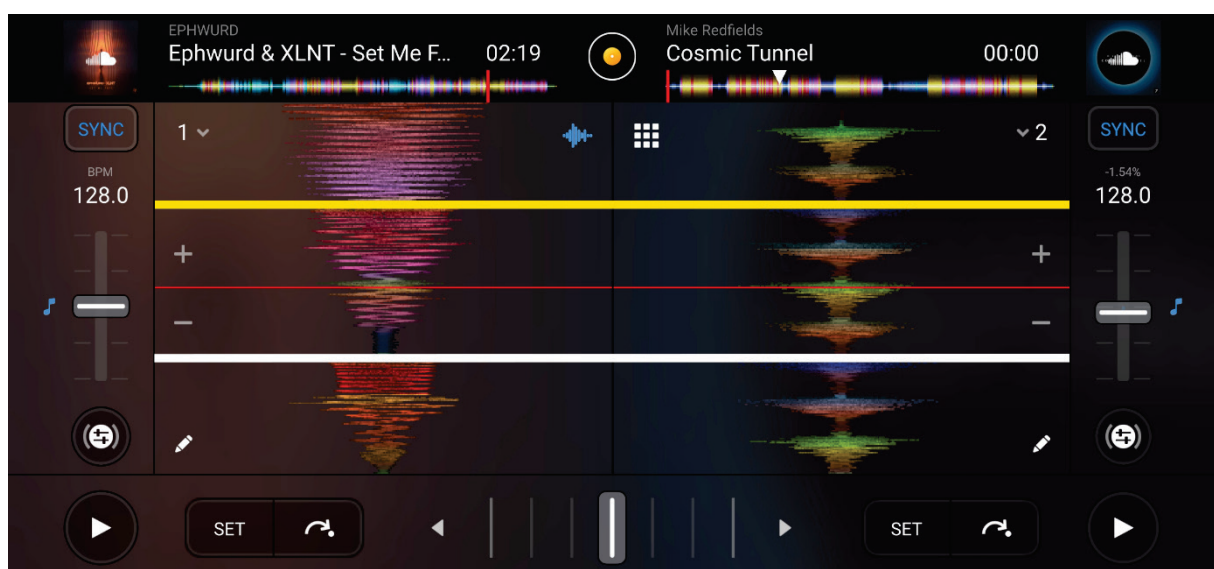 EPHWURD
Ephwurd & XLNT - Set Me F... 02:19
Mike Redfields
Cosmic Tunnel 00:00
SYNC
1
2
SYNC
BPM
128.0
-1.54%
128.0
+
+
−
−
SET
SET